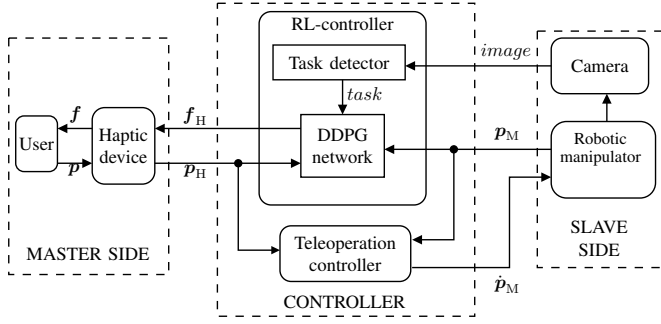 RL-controller
Task detector
image
Camera
task
f
f_H
User
Haptic
device
DDPG
network
p_M
Robotic
manipulator
p
p_H
Teleoperation
controller
SLAVE
SIDE
MASTER SIDE
ṗ_M
CONTROLLER